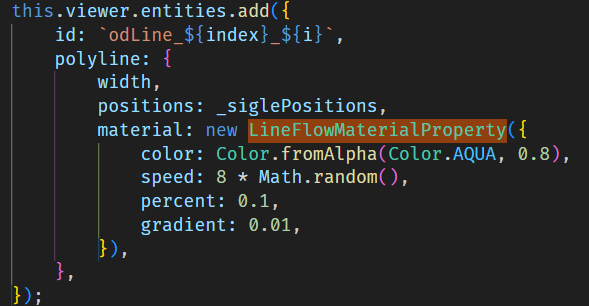 this.viewer.entities.add({
id: `odLine_${index}_${i}`,
polyline: {
width,
positions: _siglePositions,
material: new LineFlowMaterialProperty({
color: Color.fromAlpha(Color.AQUA, 0.8),
speed: 8 * Math.random(),
percent: 0.1,
gradient: 0.01,
}),
},
});